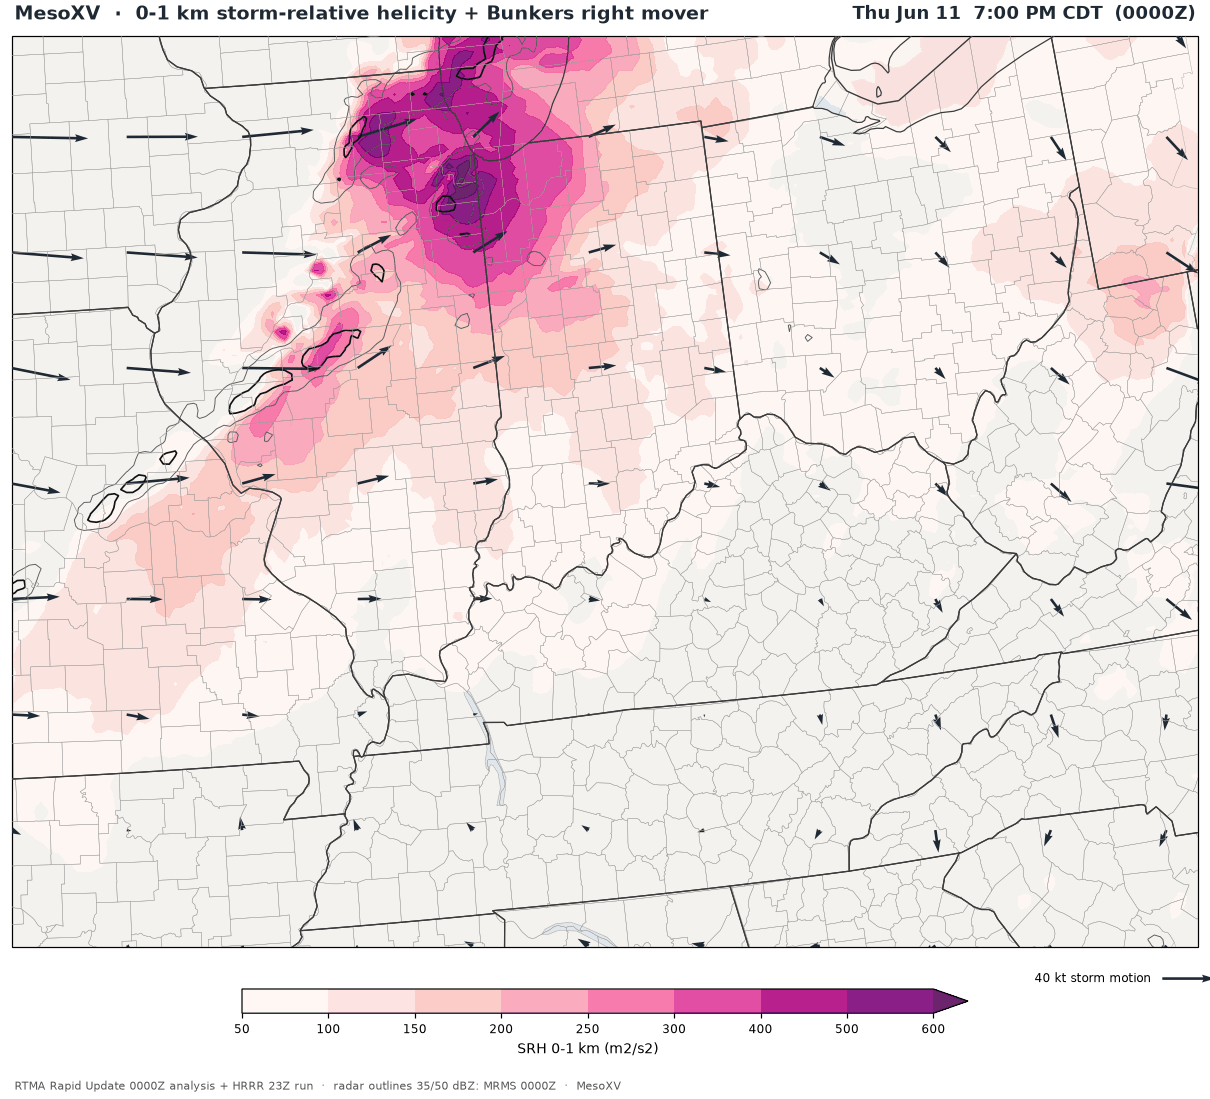 MesoXV · 0-1 km storm-relative helicity + Bunkers right mover
Thu Jun 11 7:00 PM CDT (0000Z)
40 kt storm motion
50 100 150 200 250 300 400 500 600
SRH 0-1 km (m2/s2)
RTMA Rapid Update 0000Z analysis + HRRR 23Z run · radar outlines 35/50 dBZ: MRMS 0000Z · MesoXV